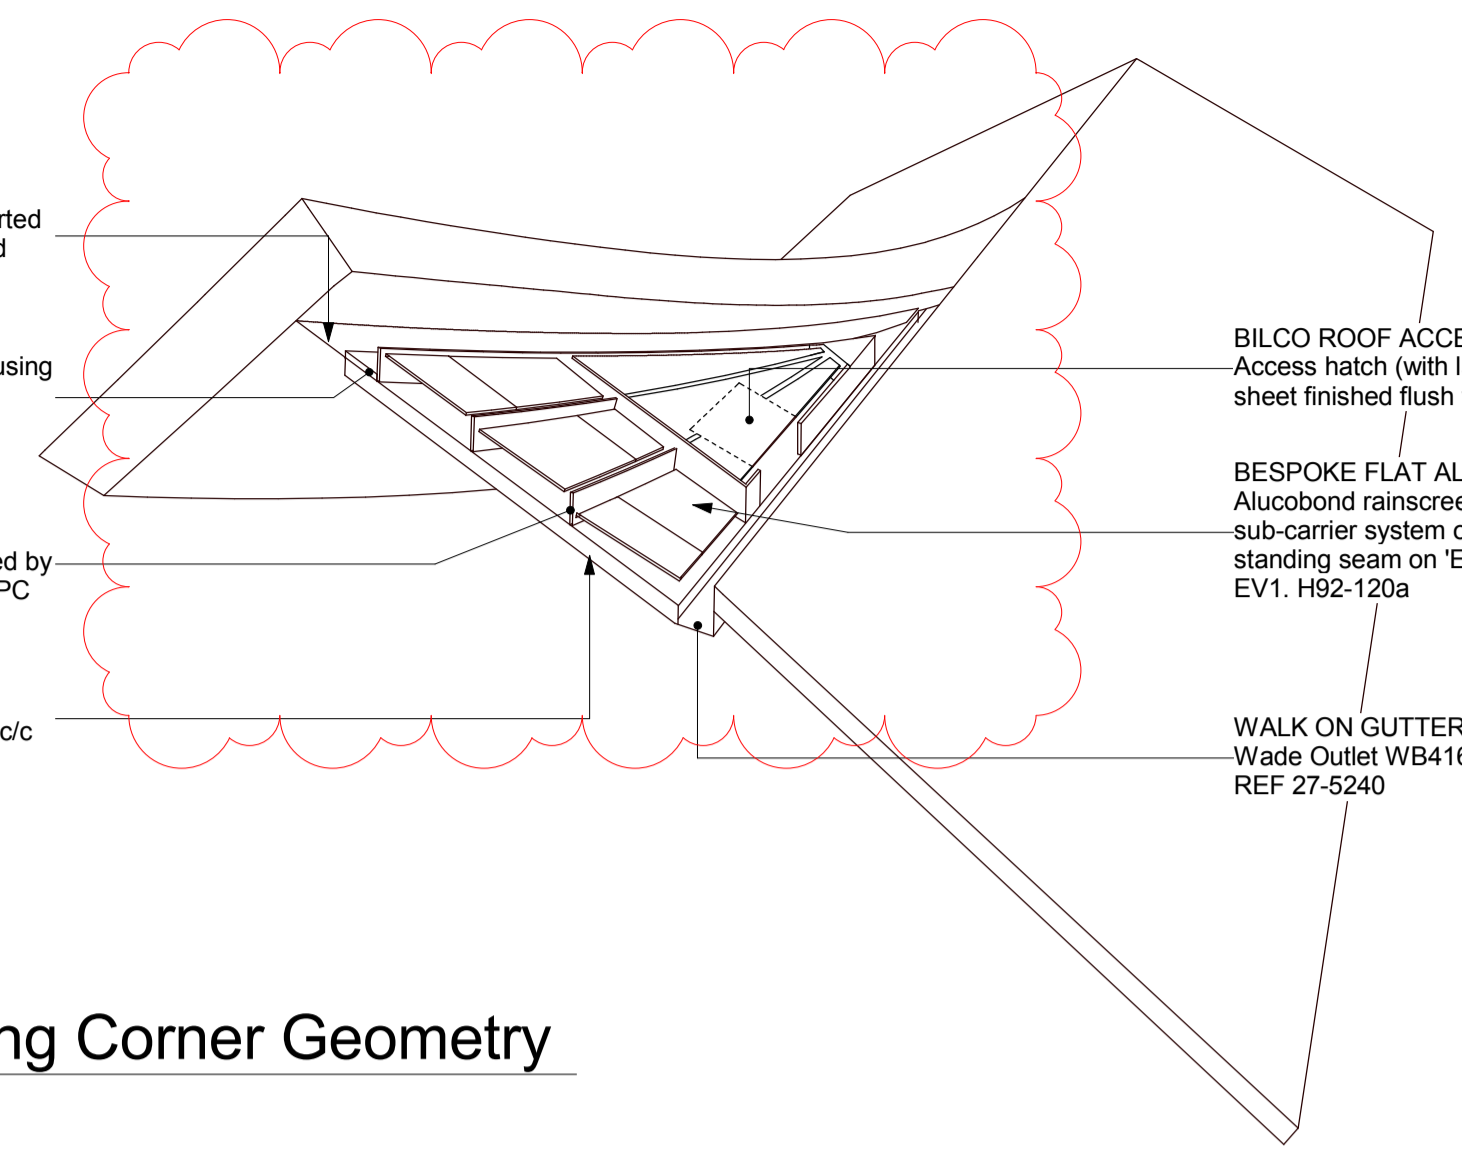 rted
d
using
ed by
PC
c/c
BILCO ROOF ACCE
Access hatch (with l
sheet finished flush
BESPOKE FLAT AL
Alucobond rainscree
sub-carrier system o
standing seam on 'E
EV1. H92-120a
WALK ON GUTTER
Wade Outlet WB416
REF 27-5240
ng Corner Geometry